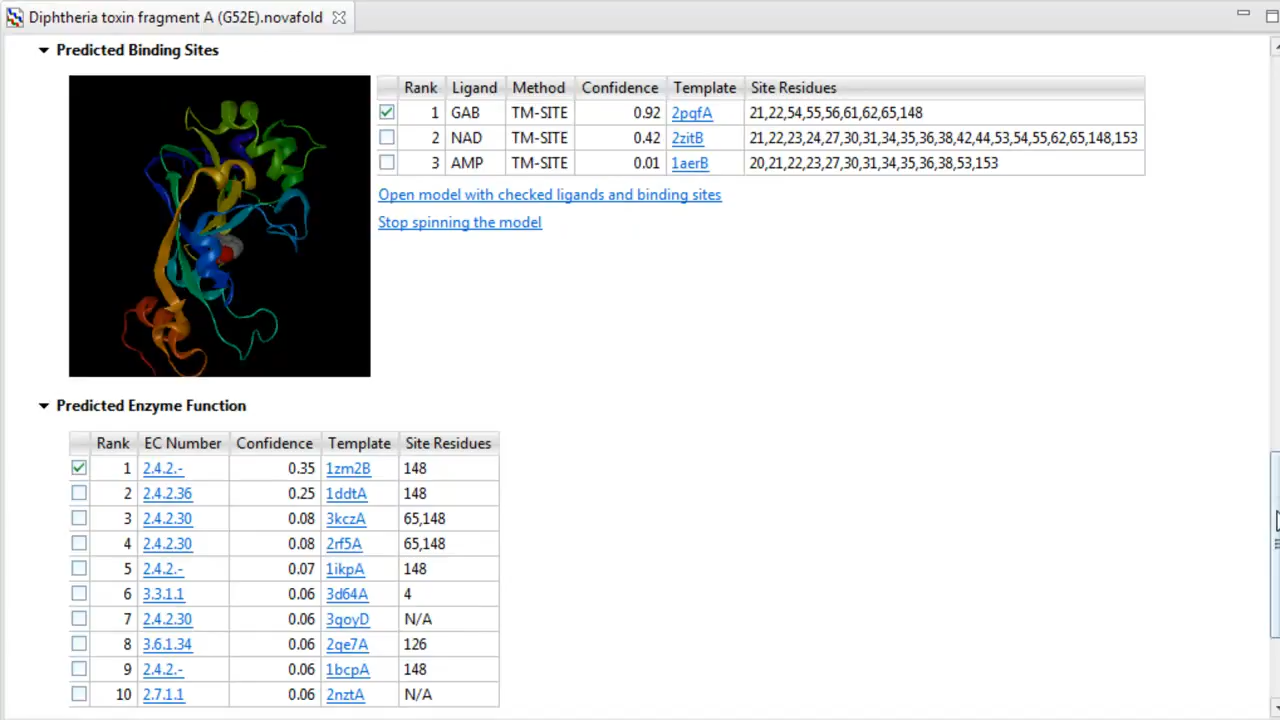 Diphtheria toxin fragment A (G52E).novafold
Predicted Binding Sites
Rank Ligand Method Confidence Template Site Residues
1 GAB TM-SITE 0.92 2pqfA 21,22,54,55,56,61,62,65,148
2 NAD TM-SITE 0.42 2zitB 21,22,23,24,27,30,31,34,35,36,38,42,44,53,54,55,62,65,148,153
3 AMP TM-SITE 0.01 1aerB 20,21,22,23,27,30,31,34,35,36,38,53,153
Open model with checked ligands and binding sites
Stop spinning the model
Predicted Enzyme Function
Rank EC Number Confidence Template Site Residues
1 2.4.2.- 0.35 1zm2B 148
2 2.4.2.36 0.25 1ddtA 148
3 2.4.2.30 0.08 3kczA 65,148
4 2.4.2.30 0.08 2rf5A 65,148
5 2.4.2.- 0.07 1ikpA 148
6 3.3.1.1 0.06 3d64A 4
7 2.4.2.30 0.06 3goyD N/A
8 3.6.1.34 0.06 2qe7A 126
9 2.4.2.- 0.06 1bcpA 148
10 2.7.1.1 0.06 2nztA N/A